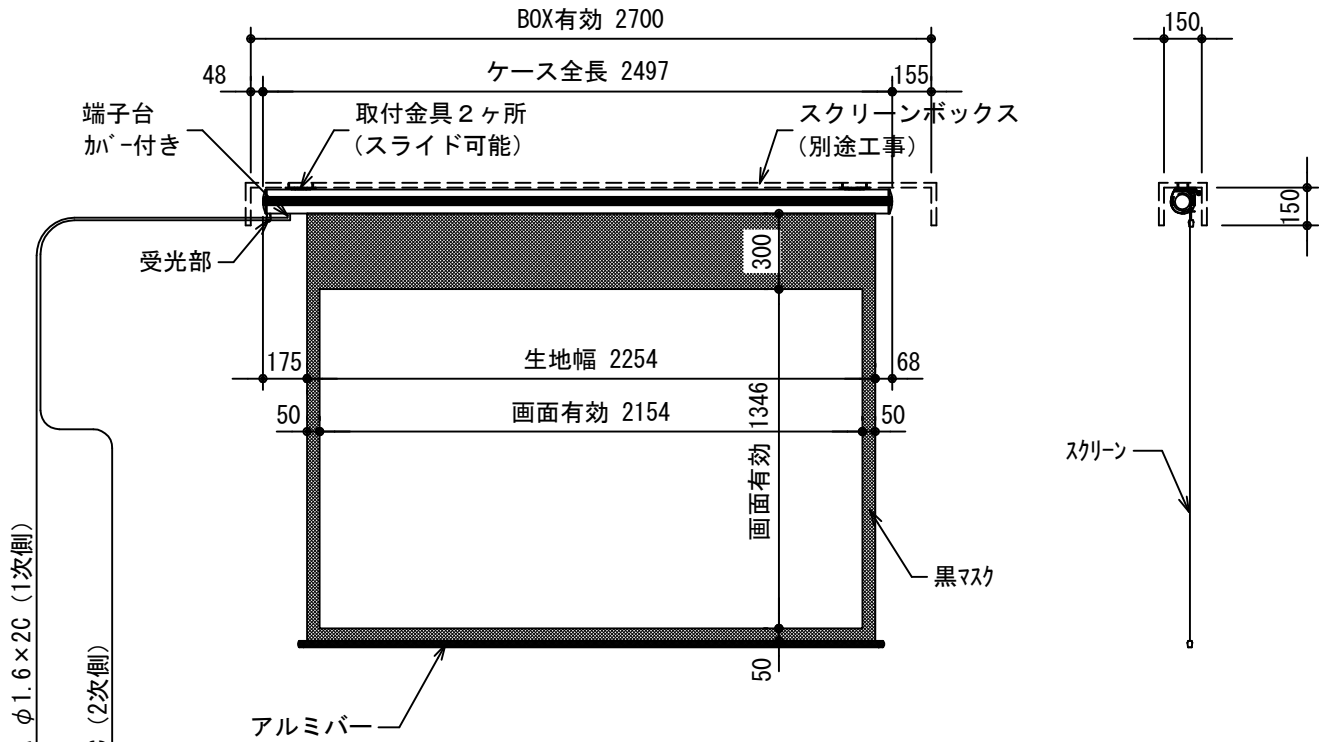 BOX有効 2700
150
48
ケース全長 2497
155
端子台
ｶﾊﾞｰ付き
取付金具２ヶ所
(スライド可能)
スクリーンボックス
(別途工事)
150
受光部
300
175
生地幅 2254
68
50
画面有効 2154
50
画面有効 1346
ｽｸﾘｰﾝ
黒ﾏｽｸ
φ1.6×2C (1次側)
(2次側)
50
アルミバー